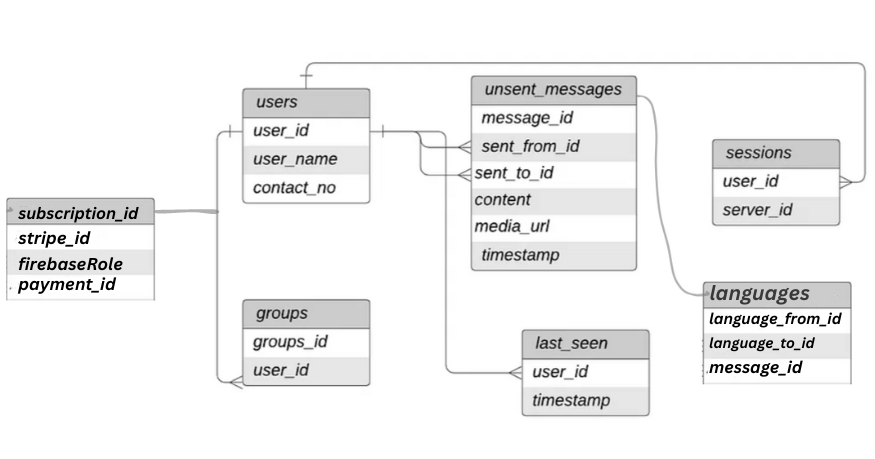 users
user_id
user_name
contact_no
unsent_messages
message_id
sent_from_id
sent_to_id
content
media_url
timestamp
sessions
user_id
server_id
subscription_id
stripe_id
firebaseRole
payment_id
groups
groups_id
user_id
last_seen
user_id
timestamp
languages
language_from_id
language_to_id
message_id